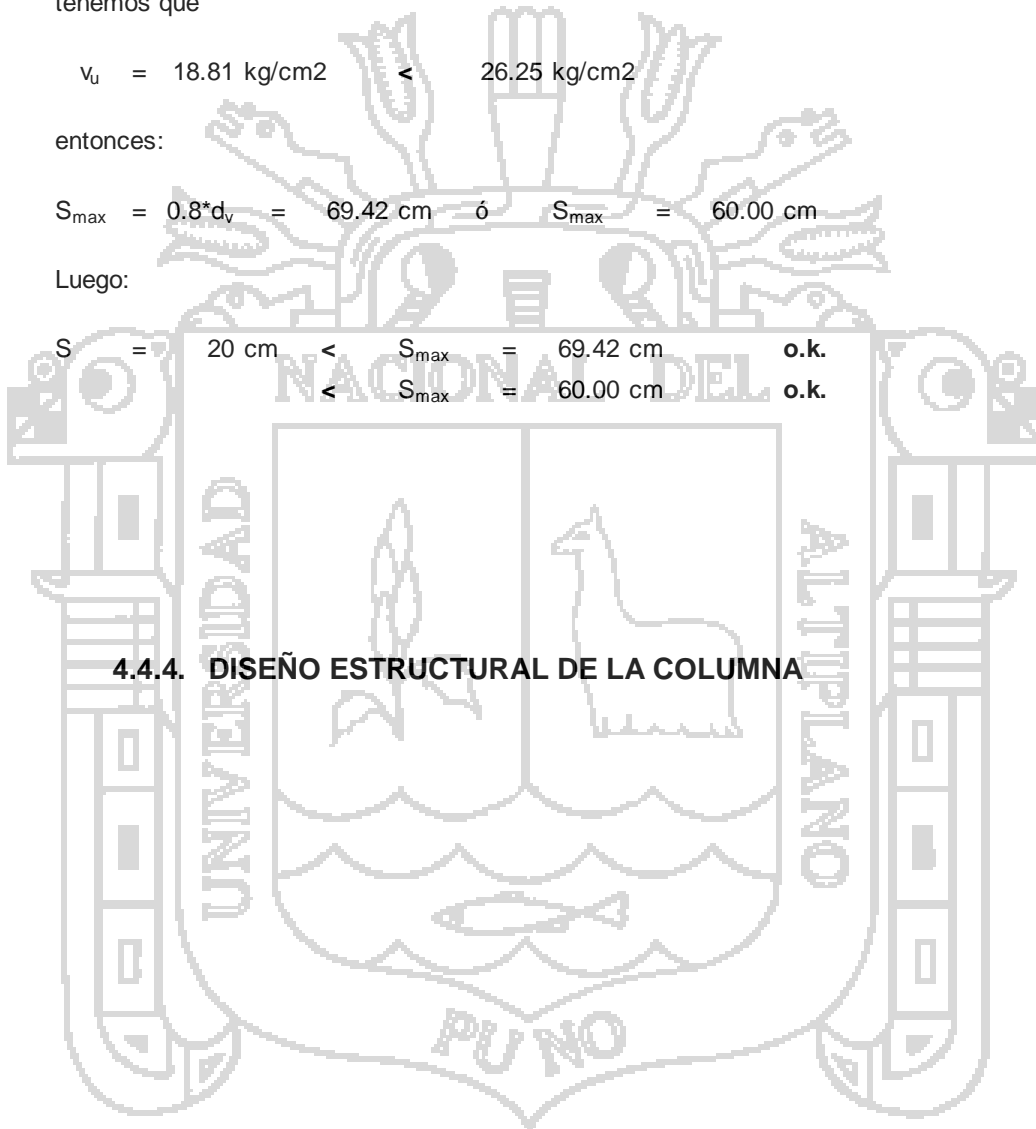 tenemos que
vu = 18.81 kg/cm2 < 26.25 kg/cm2
entonces:
Smax = 0.8*dv = 69.42 cm ó Smax = 60.00 cm
Luego:
S = 20 cm < Smax = 69.42 cm o.k.
< Smax = 60.00 cm o.k.
NACIONAL DEL
UNIVERSIDAD
ALTIPLANO
4.4.4. DISEÑO ESTRUCTURAL DE LA COLUMNA
PUNO